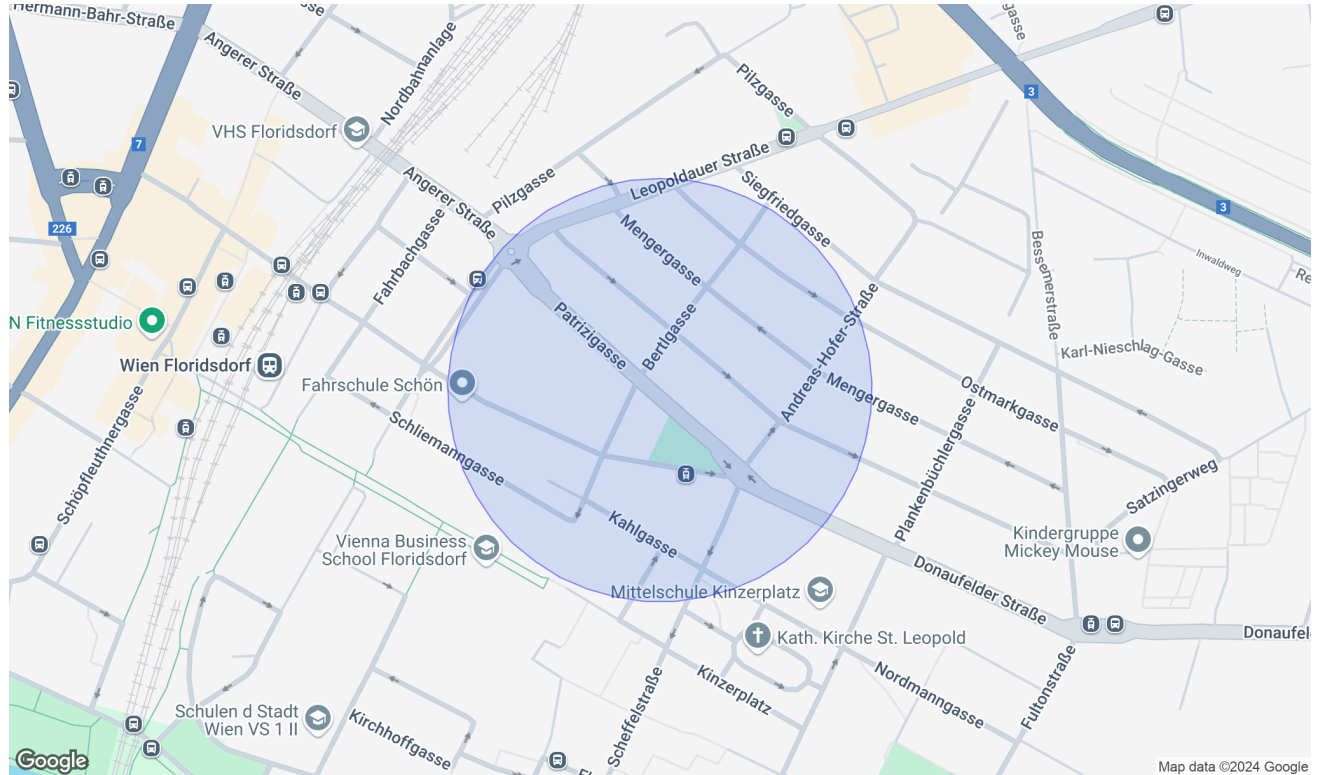 Hermann-Bahr-Straße
Angerer Straße
Nordbahnanlage
Pilzgasse
3
VHS Floridsdorf
7
Angerer Straße
Pilzgasse
Leopoldauer Straße
Siegfriedgasse
3
226
Fahrbachgasse
Mengergasse
Bessemerstraße
Inwaldweg
Re
N Fitnessstudio
Patrizigasse
Bertlgasse
Andreas-Hofer-Straße
Karl-Nieschlag-Gasse
Wien Floridsdorf
Fahrschule Schön
Mengergasse
Ostmarkgasse
Schöpfleuthnergasse
Schliemanngasse
Plankenbüchlergasse
Satzingerweg
Kahlgasse
Kindergruppe
Mickey Mouse
Vienna Business
School Floridsdorf
Donaufelder Straße
Mittelschule Kinzerplatz
Kath. Kirche St. Leopold
Donaufel
Kinzerplatz
Nordmanngasse
Fultonstraße
Scheffelstraße
Schulen d Stadt
Wien VS 1 II
Kirchhoffgasse
Google
Map data ©2024 Google